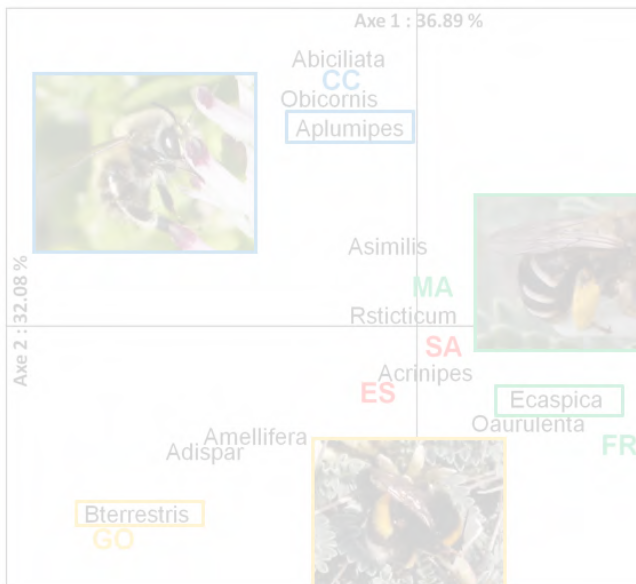 Axe 1 : 36.89 %
Abiciliata
CC
Obicornis
Aplumipes
Asimilis
MA
Axe 2 : 32.08 %
Rsticticum
SA
Acrinipes
ES
Ecaspica
Oaurulenta
Amellifera
FR
Adispar
Bterrestris
GO